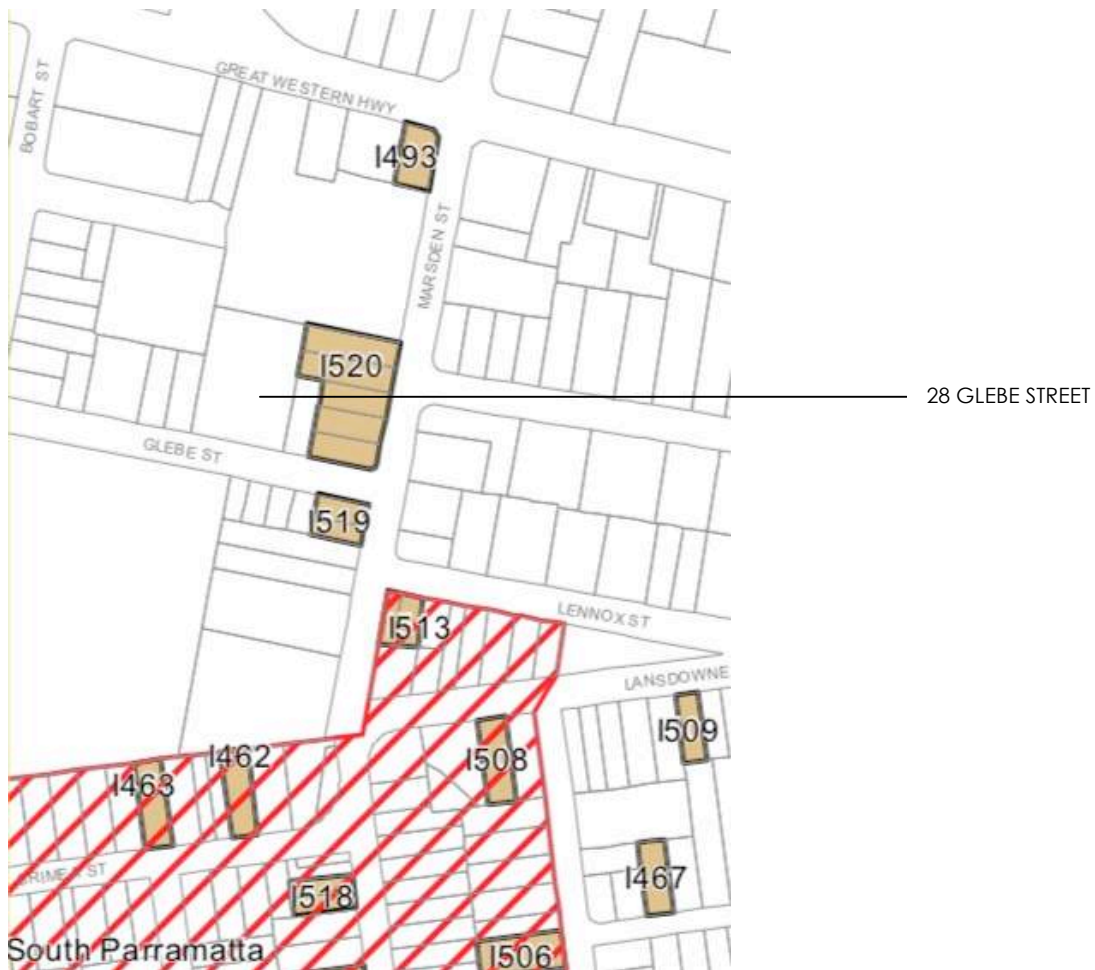 BOBART ST
GREAT WESTERN HWY
I493
MARSDEN ST
I520
28 GLEBE STREET
GLEBE ST
I519
I513
LENNOX ST
LANSDOWNE
I509
I508
I462
I463
RIMEA ST
I467
I518
I506
South Parramatta